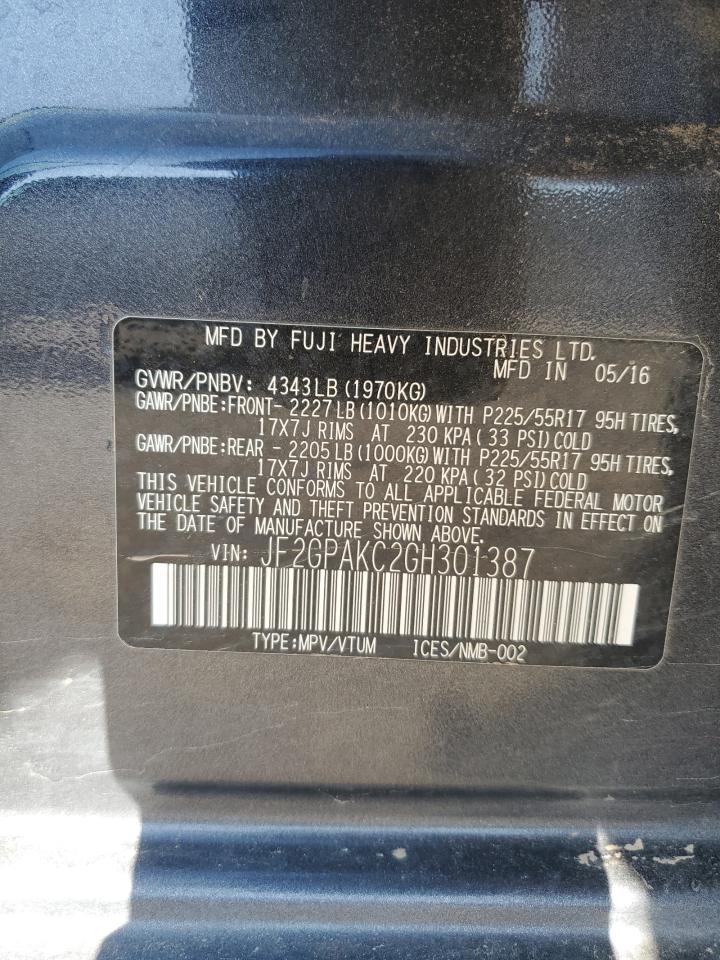 MFD BY FUJI HEAVY INDUSTRIES LTD.
MFD IN 05/16
GVWR/PNBV: 4343LB (1970KG)
GAWR/PNBE:FRONT- 2227 LB (1010KG) WITH P225/55R17 95H TIRES,
17X7J RIMS AT 230 KPA ( 33 PSI) COLD
GAWR/PNBE:REAR - 2205 LB (1000KG) WITH P225/55R17 95H TIRES,
17X7J RIMS AT 220 KPA ( 32 PSI) COLD
THIS VEHICLE CONFORMS TO ALL APPLICABLE FEDERAL MOTOR
VEHICLE SAFETY AND THEFT PREVENTION STANDARDS IN EFFECT ON
THE DATE OF MANUFACTURE SHOWN ABOVE.
VIN: JF2GPAKC2GH301387
TYPE:MPV/VTUM ICES/NMB-002